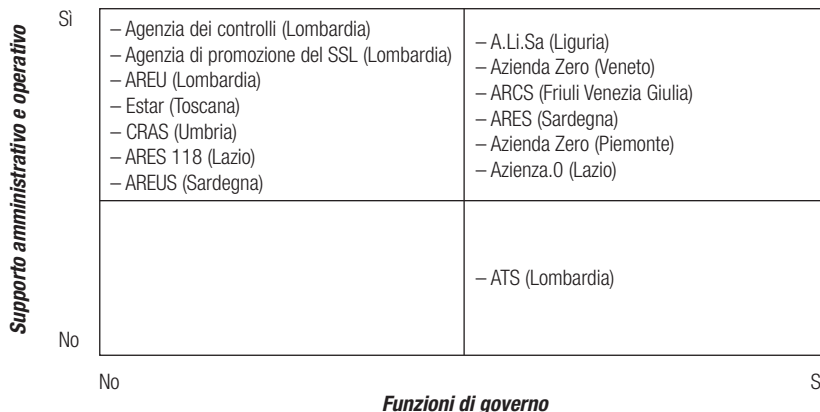 Sì
– Agenzia dei controlli (Lombardia)
– Agenzia di promozione del SSL (Lombardia)
– AREU (Lombardia)
– Estar (Toscana)
– CRAS (Umbria)
– ARES 118 (Lazio)
– AREUS (Sardegna)
– A.Li.Sa (Liguria)
– Azienda Zero (Veneto)
– ARCS (Friuli Venezia Giulia)
– ARES (Sardegna)
– Azienda Zero (Piemonte)
– Azienza.0 (Lazio)
Supporto amministrativo e operativo
– ATS (Lombardia)
No
No
S
Funzioni di governo